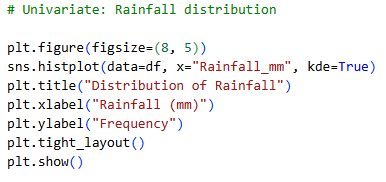 # Univariate: Rainfall distribution
plt.figure(figsize=(8, 5))
sns.histplot(data=df, x="Rainfall_mm", kde=True)
plt.title("Distribution of Rainfall")
plt.xlabel("Rainfall (mm)")
plt.ylabel("Frequency")
plt.tight_layout()
plt.show()